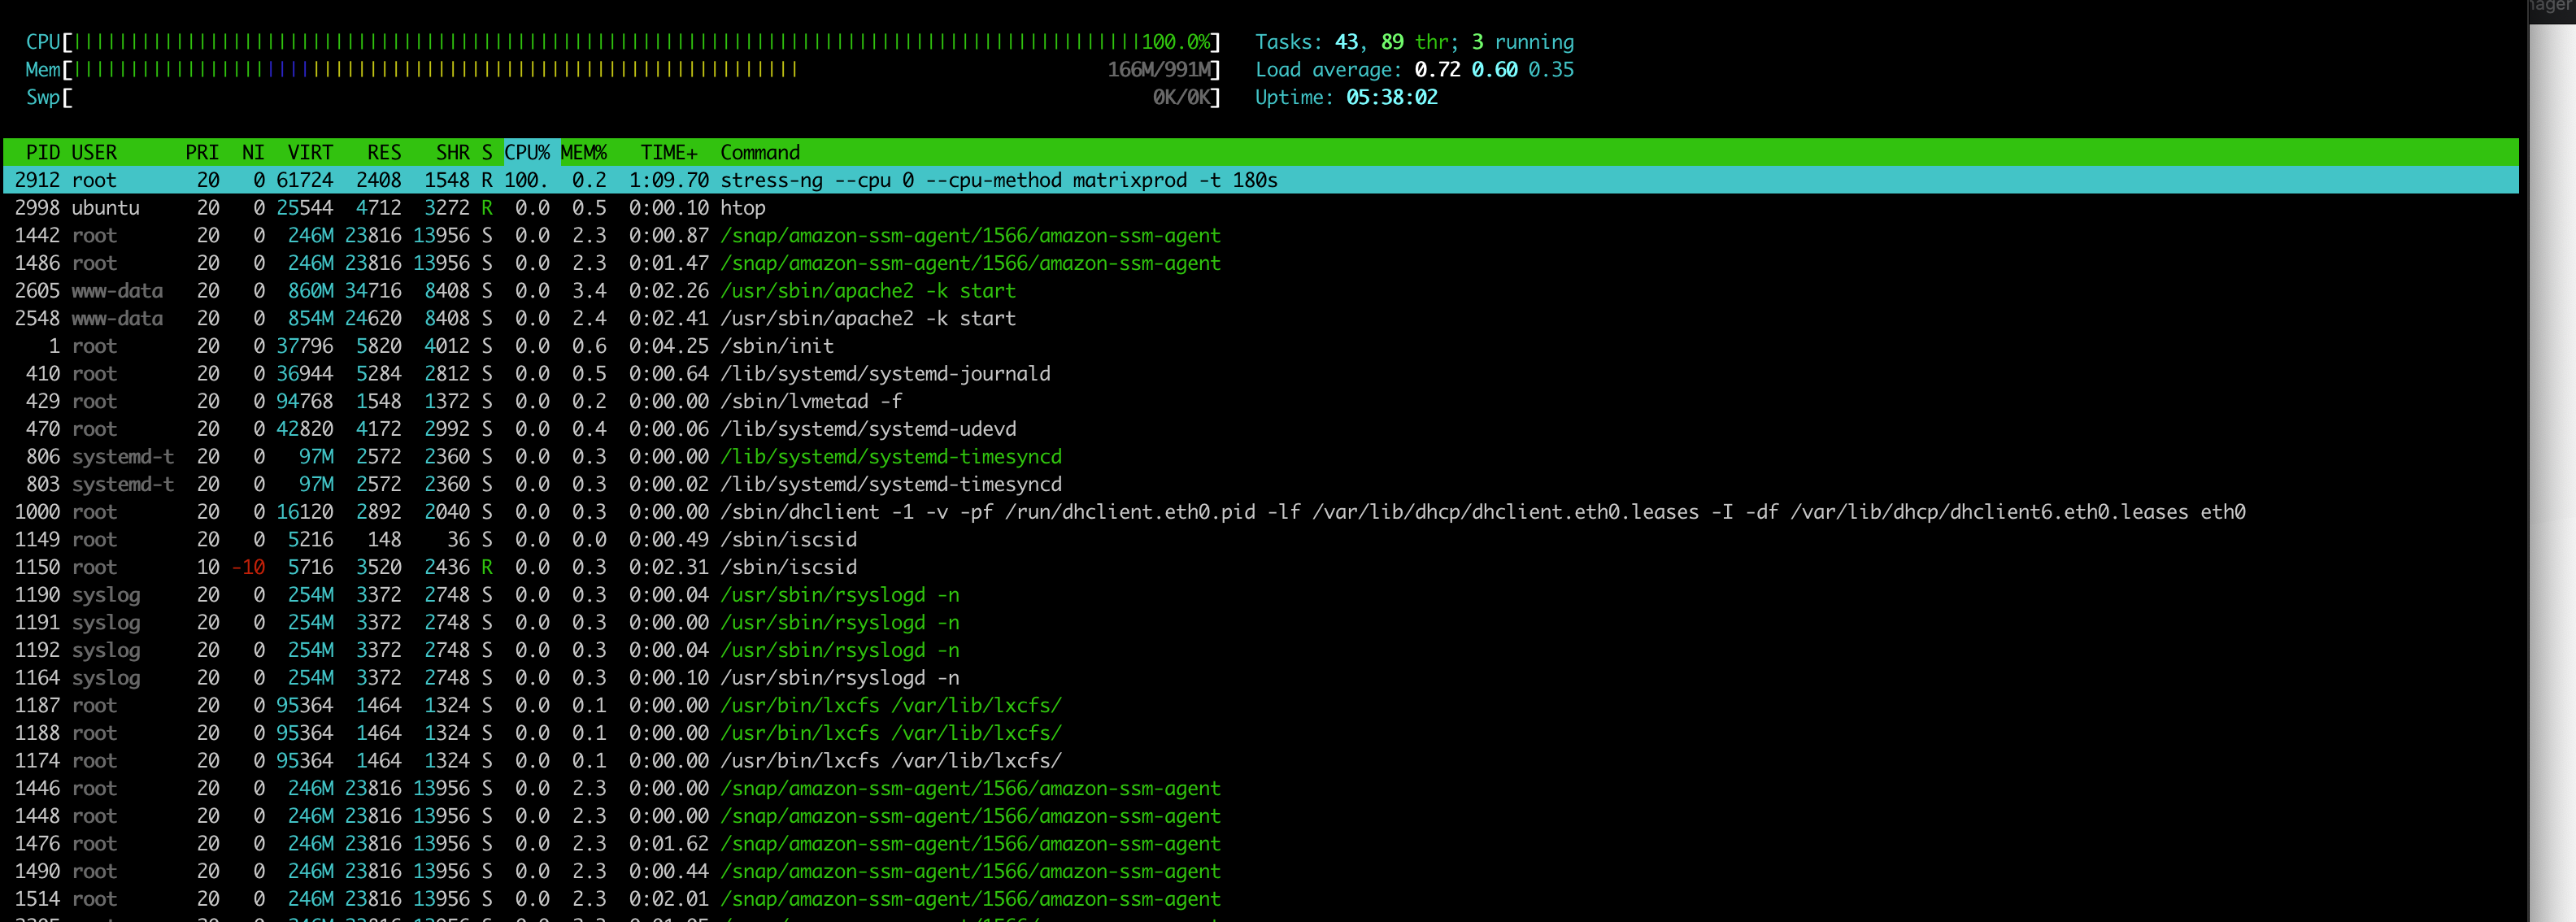 nager
CPU[||||||||||||||||||||||||||||||||||||||||||||||||||||||||||||||||||||||||||||||||||||||||||||||100.0%] Tasks: 43, 89 thr; 3 running
Mem[||||||||||||||||||||||||||||||||||||||||||||||||||||||||||||||||166M/991M] Load average: 0.72 0.60 0.35
Swp[ 0K/0K] Uptime: 05:38:02
PID USER PRI NI VIRT RES SHR S CPU% MEM% TIME+ Command
2912 root 20 0 61724 2408 1548 R 100. 0.2 1:09.70 stress-ng --cpu 0 --cpu-method matrixprod -t 180s
2998 ubuntu 20 0 25544 4712 3272 R 0.0 0.5 0:00.10 htop
1442 root 20 0 246M 23816 13956 S 0.0 2.3 0:00.87 /snap/amazon-ssm-agent/1566/amazon-ssm-agent
1486 root 20 0 246M 23816 13956 S 0.0 2.3 0:01.47 /snap/amazon-ssm-agent/1566/amazon-ssm-agent
2605 www-data 20 0 860M 34716 8408 S 0.0 3.4 0:02.26 /usr/sbin/apache2 -k start
2548 www-data 20 0 854M 24620 8408 S 0.0 2.4 0:02.41 /usr/sbin/apache2 -k start
1 root 20 0 37796 5820 4012 S 0.0 0.6 0:04.25 /sbin/init
410 root 20 0 36944 5284 2812 S 0.0 0.5 0:00.64 /lib/systemd/systemd-journald
429 root 20 0 94768 1548 1372 S 0.0 0.2 0:00.00 /sbin/lvmetad -f
470 root 20 0 42820 4172 2992 S 0.0 0.4 0:00.06 /lib/systemd/systemd-udevd
806 systemd-t 20 0 97M 2572 2360 S 0.0 0.3 0:00.00 /lib/systemd/systemd-timesyncd
803 systemd-t 20 0 97M 2572 2360 S 0.0 0.3 0:00.02 /lib/systemd/systemd-timesyncd
1000 root 20 0 16120 2892 2040 S 0.0 0.3 0:00.00 /sbin/dhclient -1 -v -pf /run/dhclient.eth0.pid -lf /var/lib/dhcp/dhclient.eth0.leases -I -df /var/lib/dhcp/dhclient6.eth0.leases eth0
1149 root 20 0 5216 148 36 S 0.0 0.0 0:00.49 /sbin/iscsid
1150 root 10 -10 5716 3520 2436 R 0.0 0.3 0:02.31 /sbin/iscsid
1190 syslog 20 0 254M 3372 2748 S 0.0 0.3 0:00.04 /usr/sbin/rsyslogd -n
1191 syslog 20 0 254M 3372 2748 S 0.0 0.3 0:00.00 /usr/sbin/rsyslogd -n
1192 syslog 20 0 254M 3372 2748 S 0.0 0.3 0:00.04 /usr/sbin/rsyslogd -n
1164 syslog 20 0 254M 3372 2748 S 0.0 0.3 0:00.10 /usr/sbin/rsyslogd -n
1187 root 20 0 95364 1464 1324 S 0.0 0.1 0:00.00 /usr/bin/lxcfs /var/lib/lxcfs/
1188 root 20 0 95364 1464 1324 S 0.0 0.1 0:00.00 /usr/bin/lxcfs /var/lib/lxcfs/
1174 root 20 0 95364 1464 1324 S 0.0 0.1 0:00.00 /usr/bin/lxcfs /var/lib/lxcfs/
1446 root 20 0 246M 23816 13956 S 0.0 2.3 0:00.00 /snap/amazon-ssm-agent/1566/amazon-ssm-agent
1448 root 20 0 246M 23816 13956 S 0.0 2.3 0:00.00 /snap/amazon-ssm-agent/1566/amazon-ssm-agent
1476 root 20 0 246M 23816 13956 S 0.0 2.3 0:01.62 /snap/amazon-ssm-agent/1566/amazon-ssm-agent
1490 root 20 0 246M 23816 13956 S 0.0 2.3 0:00.44 /snap/amazon-ssm-agent/1566/amazon-ssm-agent
1514 root 20 0 246M 23816 13956 S 0.0 2.3 0:02.01 /snap/amazon-ssm-agent/1566/amazon-ssm-agent